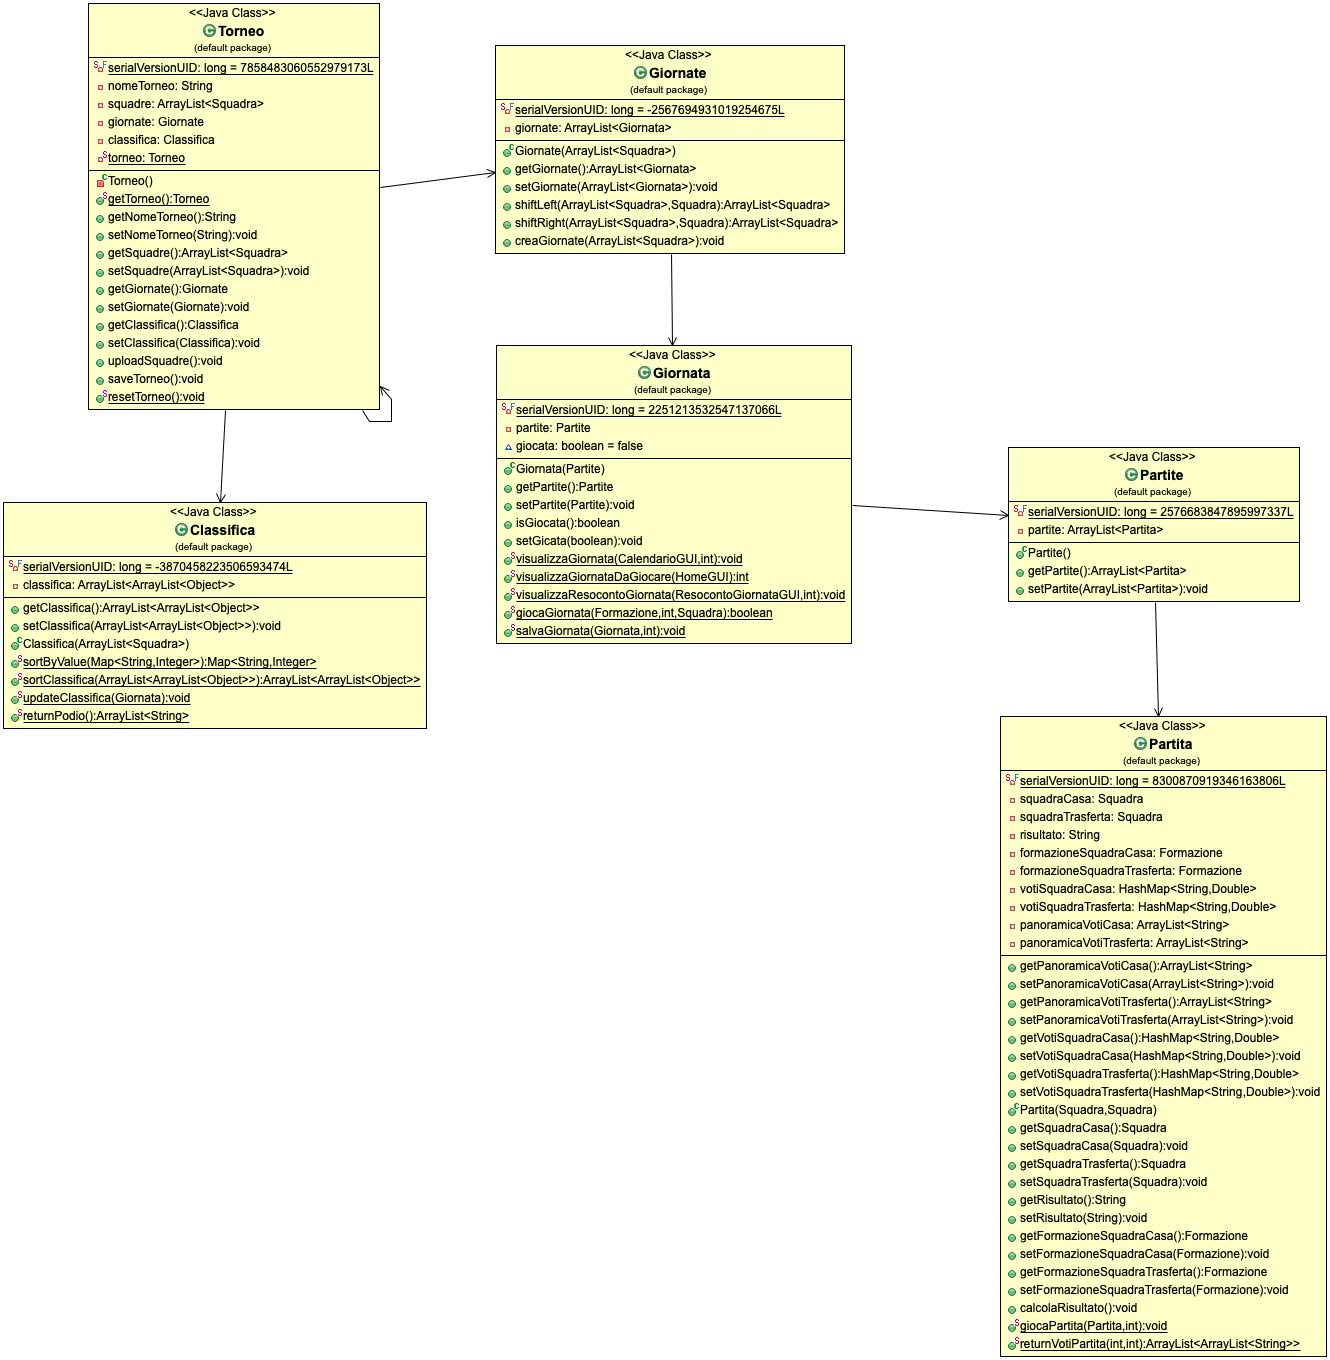 <<Java Class>>
Torneo
(default package)
serialVersionUID: long = 7858483060552979173L
nomeTorneo: String
squadre: ArrayList<Squadra>
giornate: Giornate
classifica: Classifica
torneo: Torneo
Torneo()
getTorneo():Torneo
getNomeTorneo():String
setNomeTorneo(String):void
getSquadre():ArrayList<Squadra>
setSquadre(ArrayList<Squadra>):void
getGiornate():Giornate
setGiornate(Giornate):void
getClassifica():Classifica
setClassifica(Classifica):void
uploadSquadre():void
saveTorneo():void
resetTorneo():void
<<Java Class>>
Giornate
(default package)
serialVersionUID: long = -2567694931019254675L
giornate: ArrayList<Giornata>
Giornate(ArrayList<Squadra>)
getGiornate():ArrayList<Giornata>
setGiornate(ArrayList<Giornata>):void
shiftLeft(ArrayList<Squadra>,Squadra):ArrayList<Squadra>
shiftRight(ArrayList<Squadra>,Squadra):ArrayList<Squadra>
creaGiornate(ArrayList<Squadra>):void
<<Java Class>>
Giornata
(default package)
serialVersionUID: long = 2251213532547137066L
partite: Partite
giocata: boolean = false
Giornata(Partite)
getPartite():Partite
setPartite(Partite):void
isGiocata():boolean
setGicata(boolean):void
visualizzaGiornata(CalendarioGUI,int):void
visualizzaGiornataDaGiocare(HomeGUI):int
visualizzaResocontoGiornata(ResocontoGiornataGUI,int):void
giocaGiornata(Formazione,int,Squadra):boolean
salvaGiornata(Giornata,int):void
<<Java Class>>
Classifica
(default package)
serialVersionUID: long = -3870458223506593474L
classifica: ArrayList<ArrayList<Object>>
getClassifica():ArrayList<ArrayList<Object>>
setClassifica(ArrayList<ArrayList<Object>>):void
Classifica(ArrayList<Squadra>)
sortByValue(Map<String,Integer>):Map<String,Integer>
sortClassifica(ArrayList<ArrayList<Object>>):ArrayList<ArrayList<Object>>
updateClassifica(Giornata):void
returnPodio():ArrayList<String>
<<Java Class>>
Partite
(default package)
serialVersionUID: long = 2576683847895997337L
partite: ArrayList<Partita>
Partite()
getPartite():ArrayList<Partita>
setPartite(ArrayList<Partita>):void
<<Java Class>>
Partita
(default package)
serialVersionUID: long = 8300870919346163806L
squadraCasa: Squadra
squadraTrasferta: Squadra
risultato: String
formazioneSquadraCasa: Formazione
formazioneSquadraTrasferta: Formazione
votiSquadraCasa: HashMap<String,Double>
votiSquadraTrasferta: HashMap<String,Double>
panoramicaVotiCasa: ArrayList<String>
panoramicaVotiTrasferta: ArrayList<String>
getPanoramicaVotiCasa():ArrayList<String>
setPanoramicaVotiCasa(ArrayList<String>):void
getPanoramicaVotiTrasferta():ArrayList<String>
setPanoramicaVotiTrasferta(ArrayList<String>):void
getVotiSquadraCasa():HashMap<String,Double>
setVotiSquadraCasa(HashMap<String,Double>):void
getVotiSquadraTrasferta():HashMap<String,Double>
setVotiSquadraTrasferta(HashMap<String,Double>):void
Partita(Squadra,Squadra)
getSquadraCasa():Squadra
setSquadraCasa(Squadra):void
getSquadraTrasferta():Squadra
setSquadraTrasferta(Squadra):void
getRisultato():String
setRisultato(String):void
getFormazioneSquadraCasa():Formazione
setFormazioneSquadraCasa(Formazione):void
getFormazioneSquadraTrasferta():Formazione
setFormazioneSquadraTrasferta(Formazione):void
calcolaRisultato():void
giocaPartita(Partita,int):void
returnVotiPartita(int,int):ArrayList<ArrayList<String>>